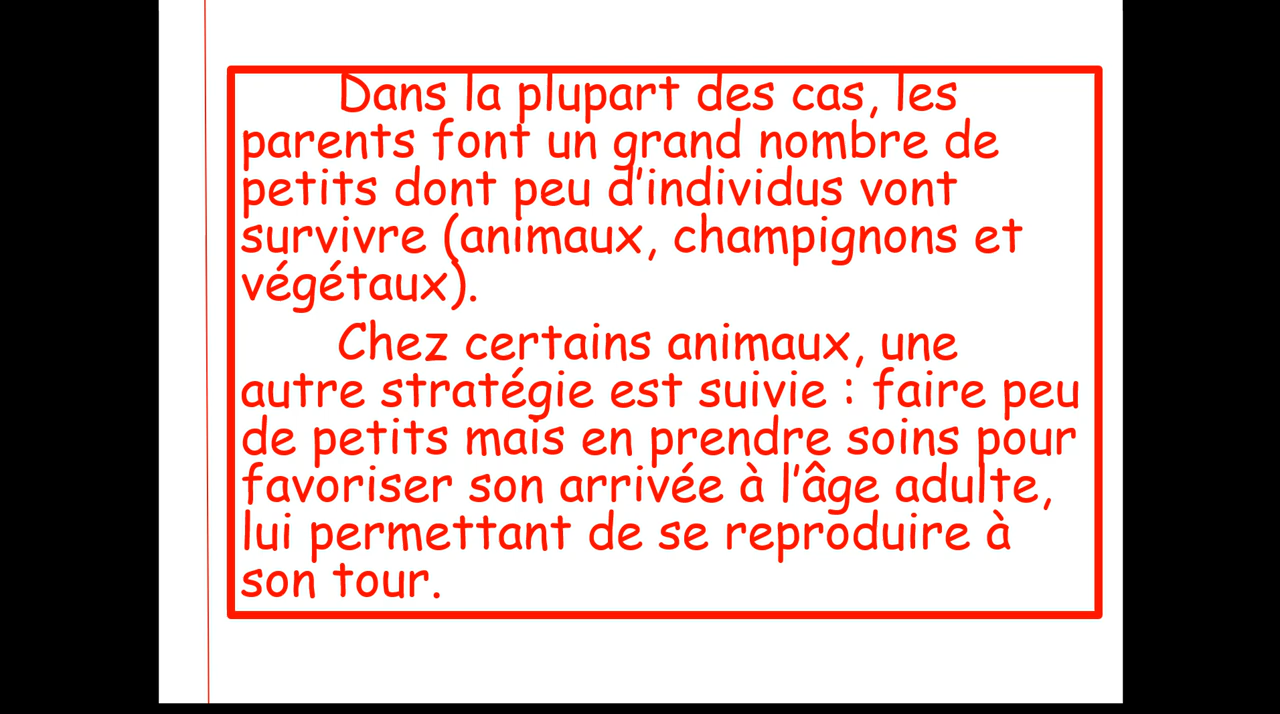 Dans la plupart des cas, les
parents font un grand nombre de
petits dont peu d'individus vont
survivre (animaux, champignons et
végétaux).
Chez certains animaux, une
autre stratégie est suivie : faire peu
de petits mais en prendre soins pour
favoriser son arrivée à l'âge adulte,
lui permettant de se reproduire à
son tour.